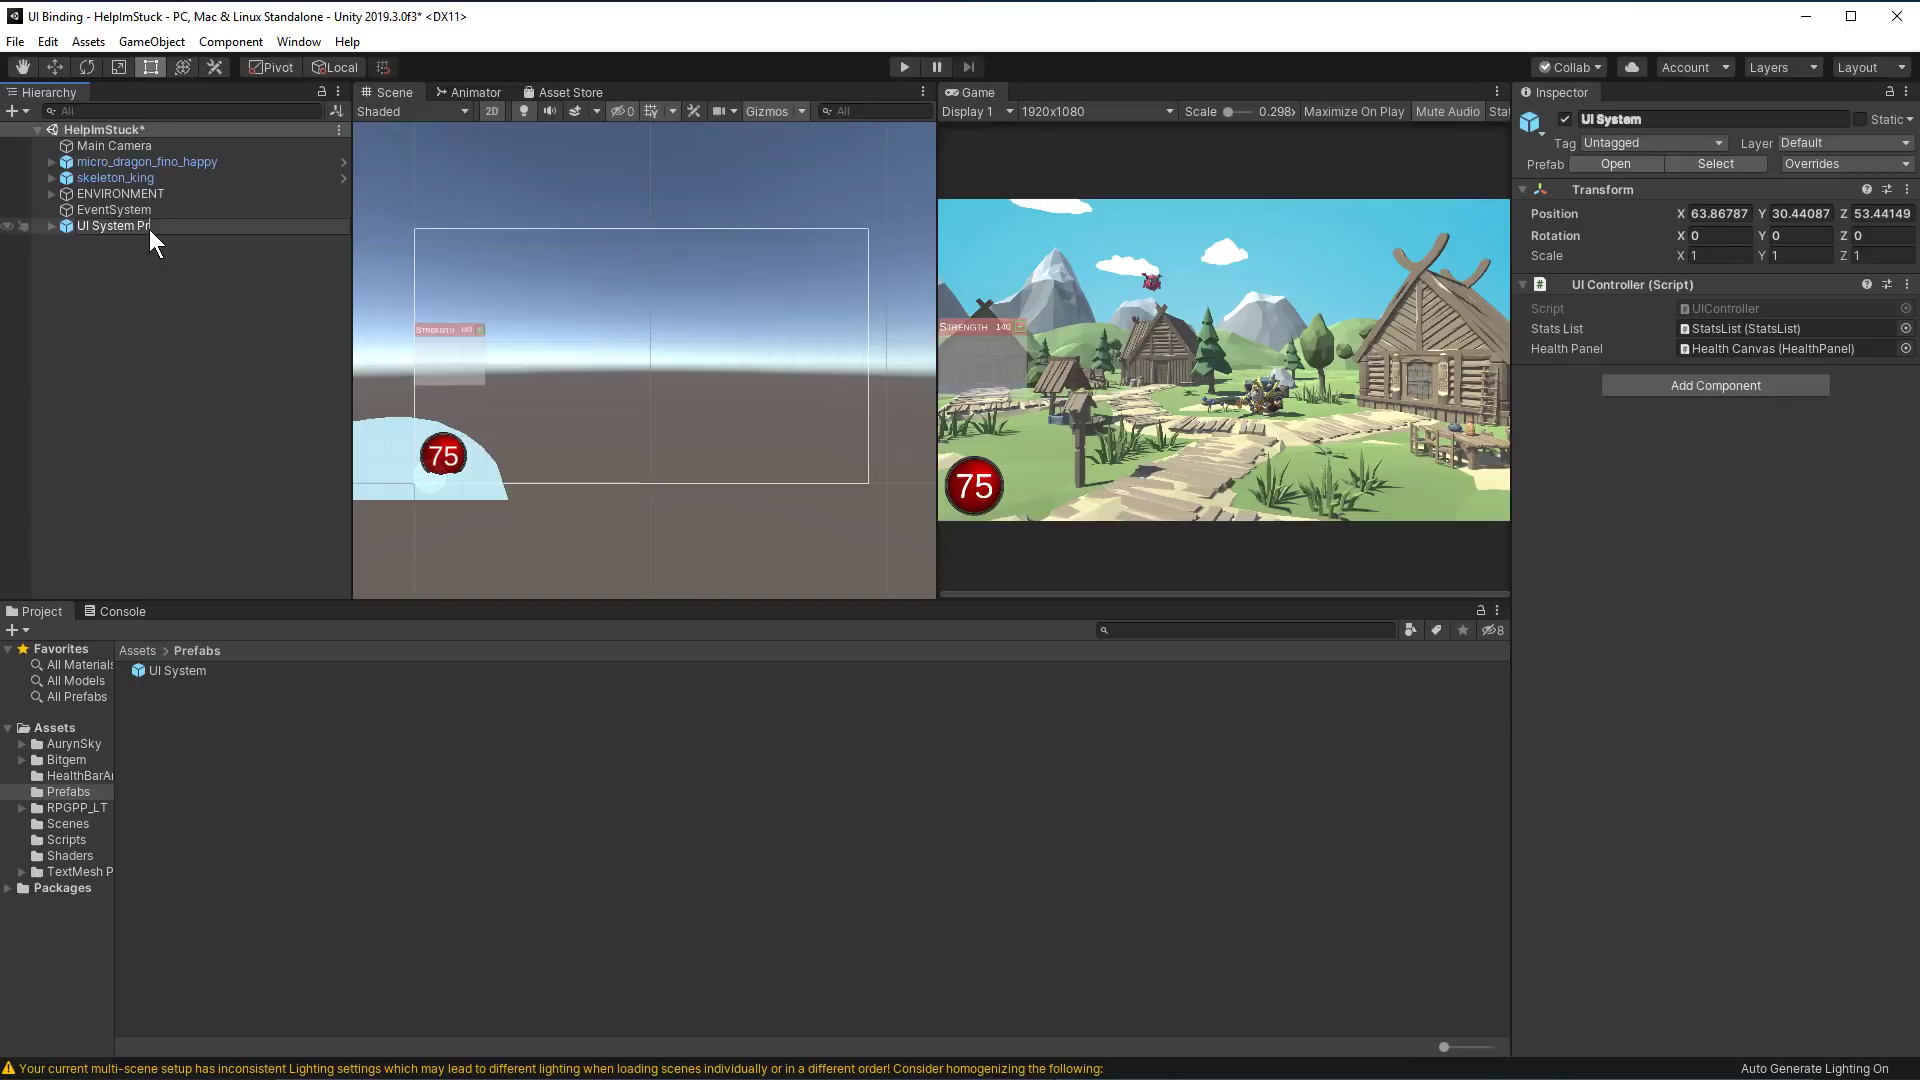 UI Binding - HelpImStuck - PC, Mac & Linux Standalone - Unity 2019.3.0f3* <DX11>
File Edit Assets GameObject Component Window Help
Pivot Local Collab Account Layers Layout
Hierarchy
All
HelpImStuck*
Main Camera
micro_dragon_fino_happy
skeleton_king
ENVIRONMENT
EventSystem
UI System Pr
Scene Animator Asset Store
Shaded 2D 0 Gizmos All
STRENGTH 140
75
Game
Display 1 1920x1080 Scale 0.298x Maximize On Play Mute Audio Stat
STRENGTH 140
75
Inspector
UI System Static
Tag Untagged Layer Default
Prefab Open Select Overrides
Transform
Position X 63.86787 Y 30.44087 Z 53.44149
Rotation X 0 Y 0 Z 0
Scale X 1 Y 1 Z 1
# UI Controller (Script)
Script UIController
Stats List StatsList (StatsList)
Health Panel Health Canvas (HealthPanel)
Add Component
Project Console
8
Favorites
All Materials
All Models
All Prefabs
Assets
AurynSky
Bitgem
HealthBarAr
Prefabs
RPGPP_LT
Scenes
Scripts
Shaders
TextMesh P
Packages
Assets > Prefabs
UI System
Your current multi-scene setup has inconsistent Lighting settings which may lead to different lighting when loading scenes individually or in a different order! Consider homogenizing the following:
Auto Generate Lighting On